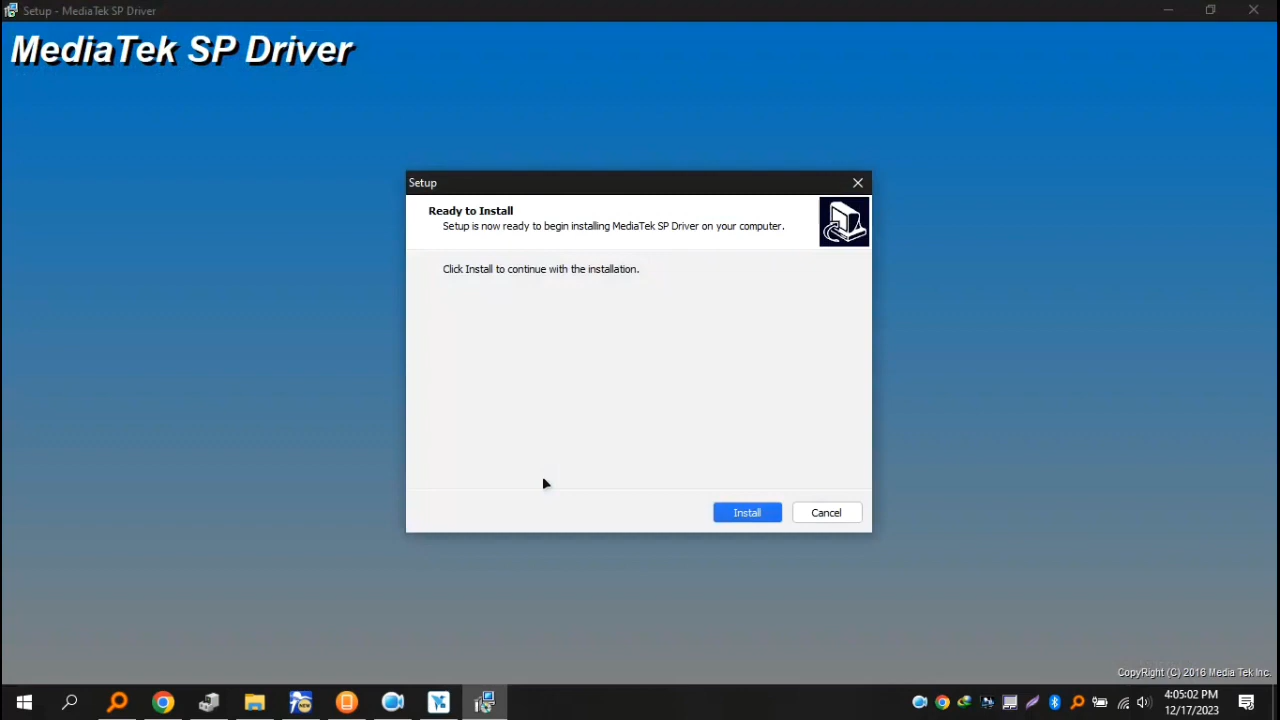 Setup - MediaTek SP Driver
MediaTek SP Driver
Setup
Ready to Install
Setup is now ready to begin installing MediaTek SP Driver on your computer.
Click Install to continue with the installation.
Install
Cancel
CopyRight (C) 2016 Media Tek Inc.
NEW
4:05:02 PM
12/17/2023